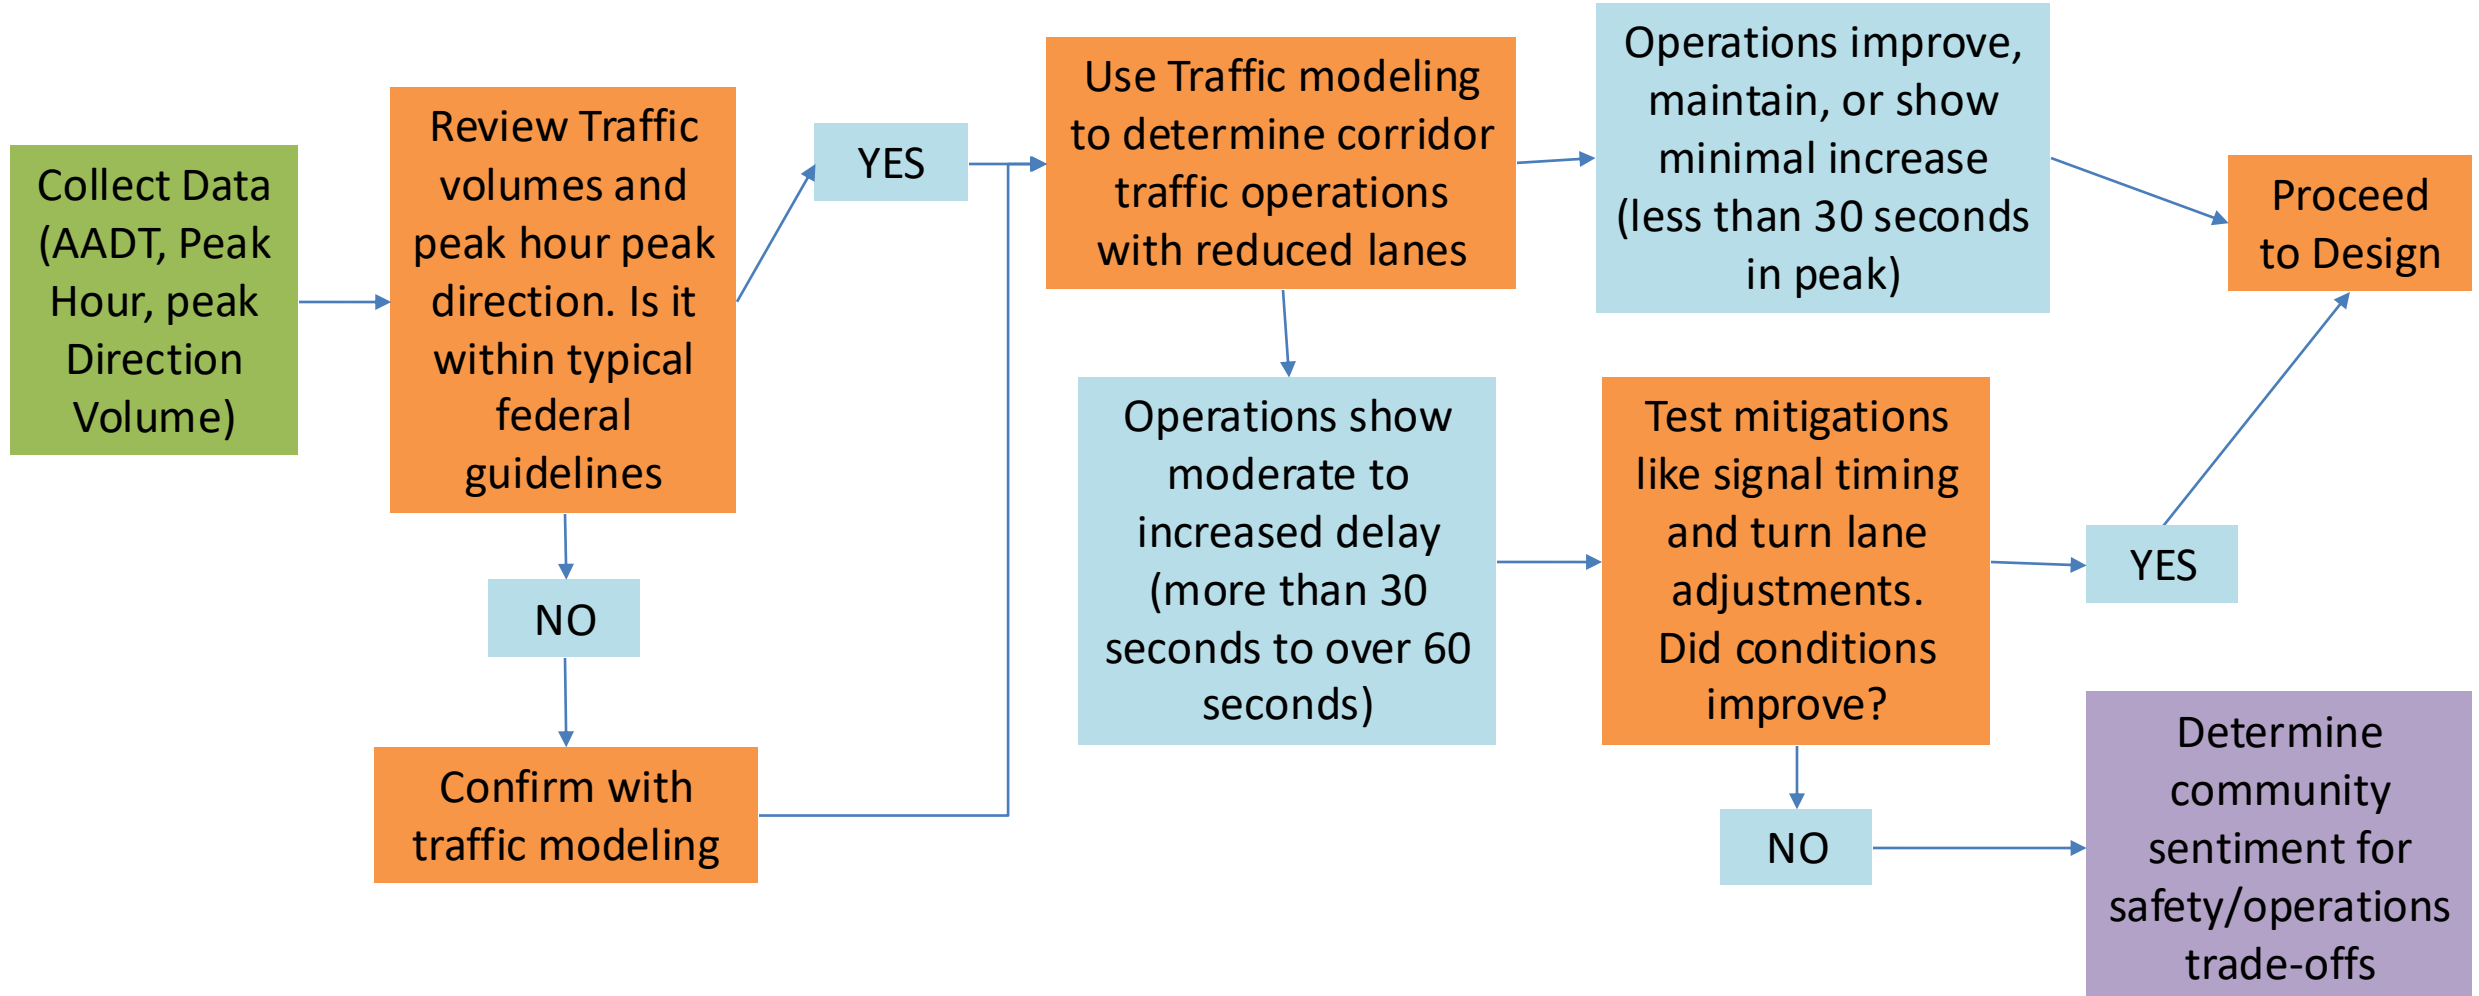 Collect Data
(AADT, Peak
Hour, peak
Direction
Volume)
Review Traffic
volumes and
peak hour peak
direction. Is it
within typical
federal
guidelines
YES
NO
Confirm with
traffic modeling
Use Traffic modeling
to determine corridor
traffic operations
with reduced lanes
Operations improve,
maintain, or show
minimal increase
(less than 30 seconds
in peak)
Proceed
to Design
Operations show
moderate to
increased delay
(more than 30
seconds to over 60
seconds)
Test mitigations
like signal timing
and turn lane
adjustments.
Did conditions
improve?
YES
NO
Determine
community
sentiment for
safety/operations
trade-offs